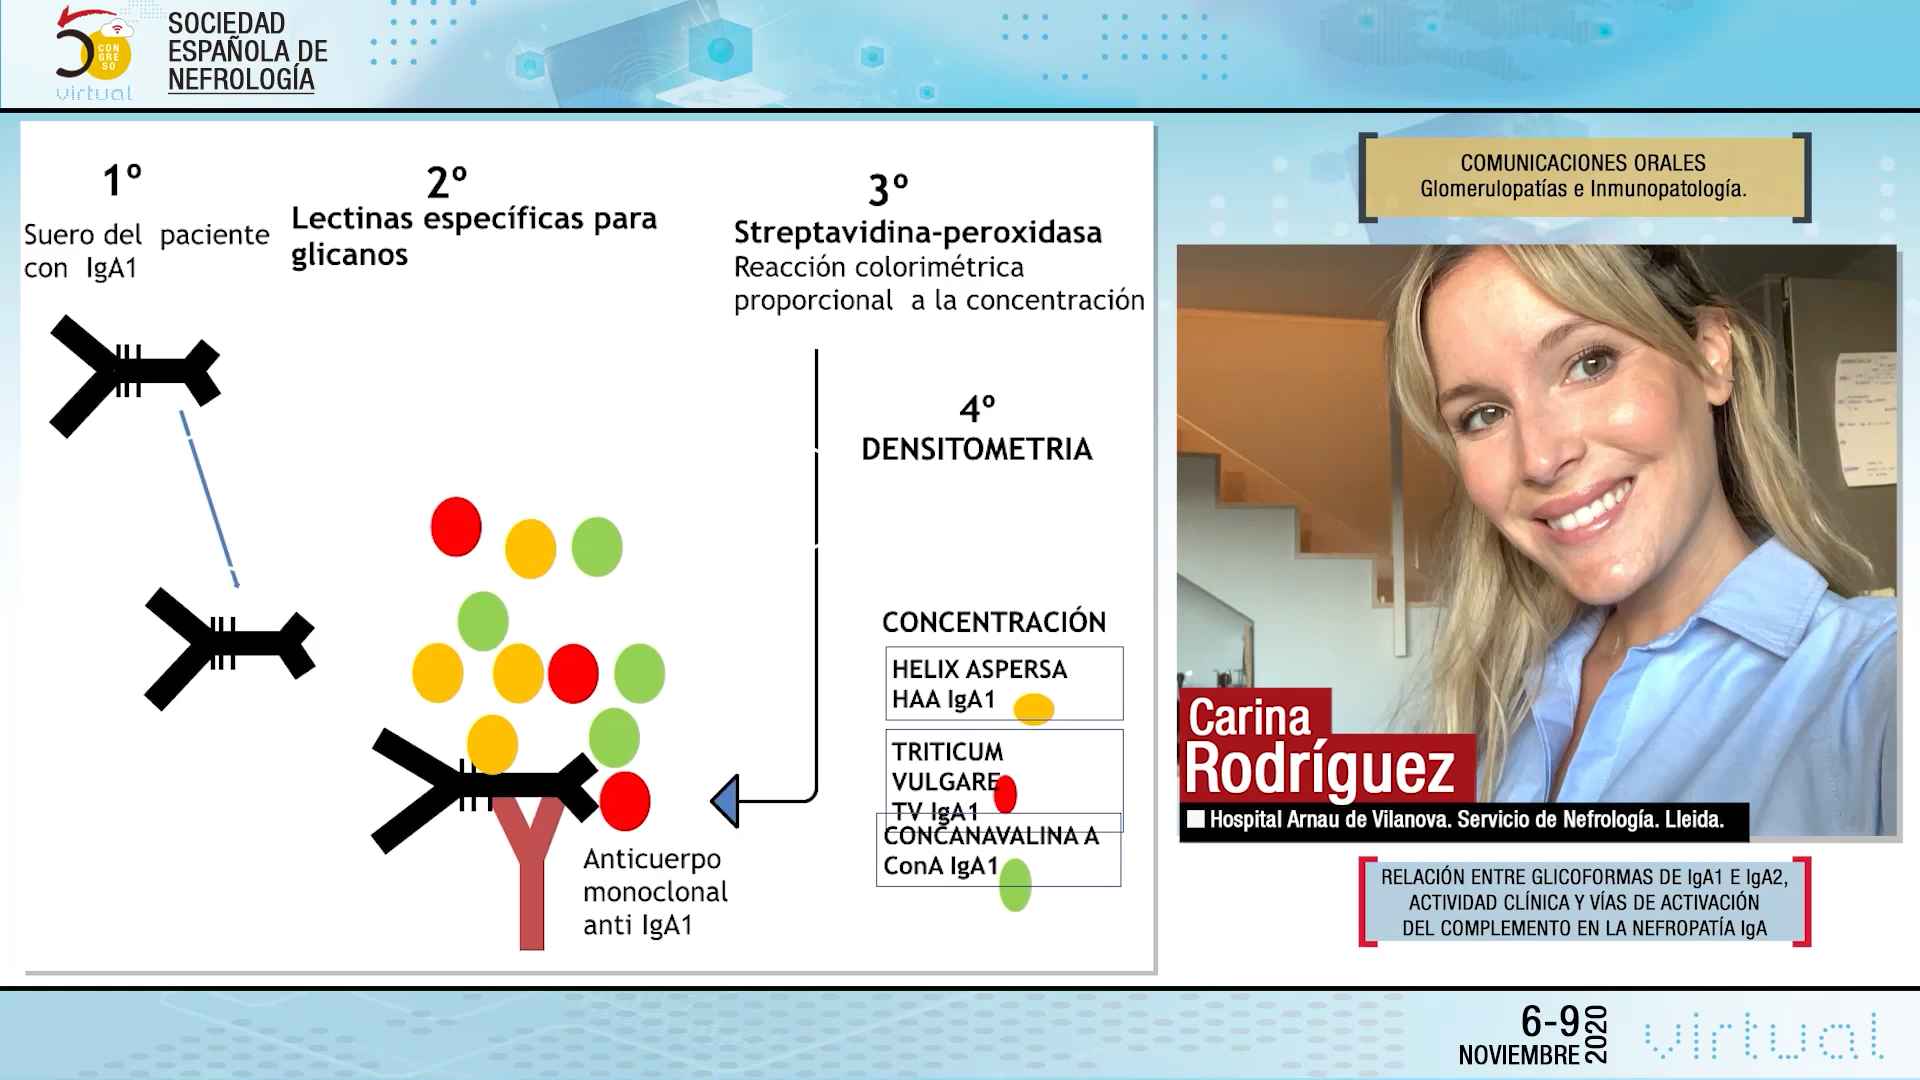 CON
GRE
SO
virtual
SOCIEDAD
ESPAÑOLA DE
NEFROLOGÍA
1º
Suero del paciente
con IgA1
2º
Lectinas específicas para
glicanos
3º
Streptavidina-peroxidasa
Reacción colorimétrica
proporcional a la concentración
4º
DENSITOMETRIA
CONCENTRACIÓN
HELIX ASPERSA
HAA IgA1
TRITICUM
VULGARE
TV IgA1
CONCANAVALINA A
ConA IgA1
Anticuerpo
monoclonal
anti IgA1
COMUNICACIONES ORALES
Glomerulopatías e Inmunopatología.
Carina
Rodríguez
Hospital Arnau de Vilanova. Servicio de Nefrología. Lleida.
RELACIÓN ENTRE GLICOFORMAS DE IgA1 E IgA2,
ACTIVIDAD CLÍNICA Y VÍAS DE ACTIVACIÓN
DEL COMPLEMENTO EN LA NEFROPATÍA IgA
6-9
NOVIEMBRE
2020
virtual